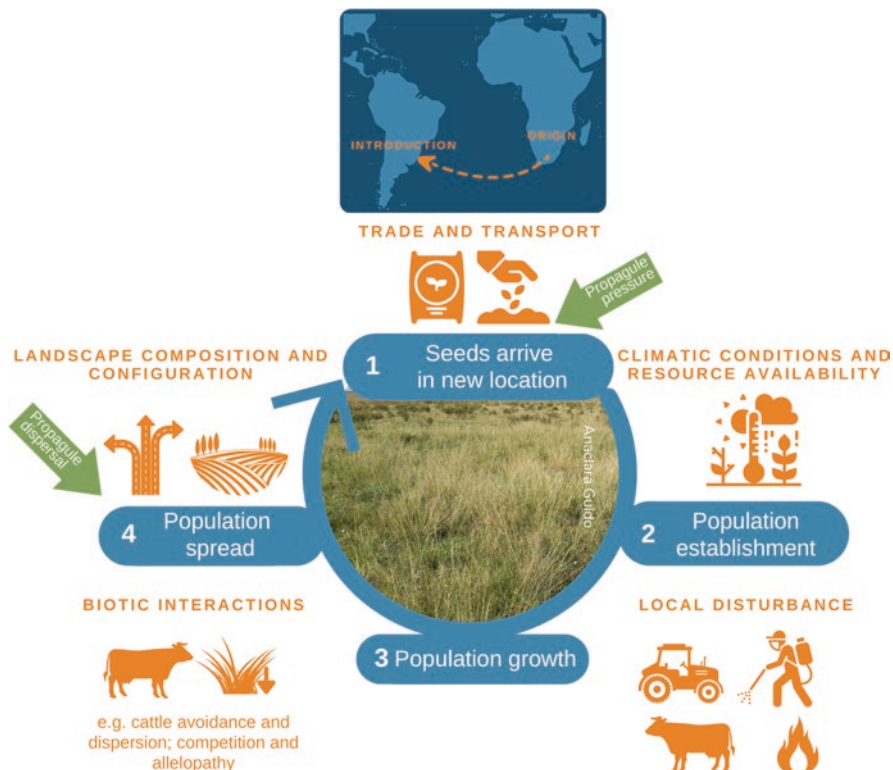 INTRODUCTION
ORIGIN
TRADE AND TRANSPORT
Propagule
pressure
1 Seeds arrive
in new location
LANDSCAPE COMPOSITION AND
CONFIGURATION
CLIMATIC CONDITIONS AND
RESOURCE AVAILABILITY
Propagule
dispersal
Anaclara Guido
4 Population
spread
2 Population
establishment
BIOTIC INTERACTIONS
LOCAL DISTURBANCE
3 Population growth
e.g. cattle avoidance and
dispersion; competition and
allelopathy